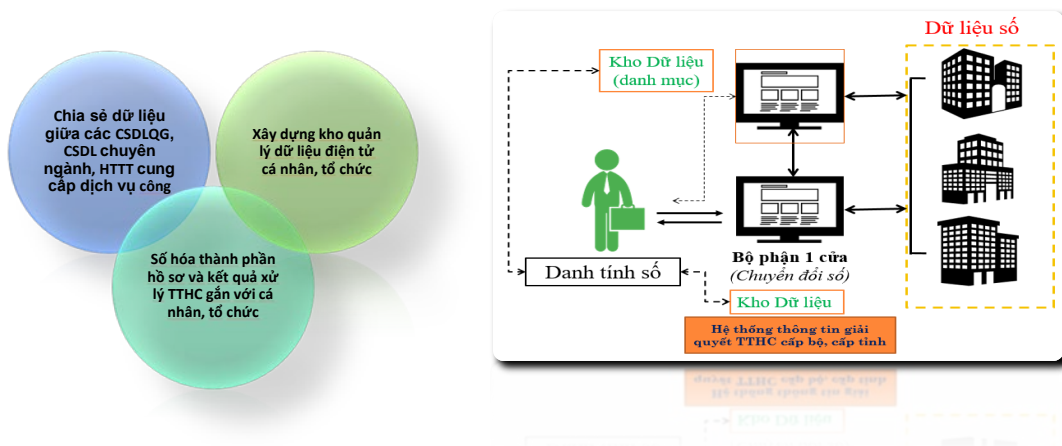 Chia sẻ dữ liệu
giữa các CSDLQG,
CSDL chuyên
ngành, HTTT cung
cấp dịch vụ công
Xây dựng kho quản
lý dữ liệu điện tử
cá nhân, tổ chức
Số hóa thành phần
hồ sơ và kết quả xử
lý TTHC gắn với cá
nhân, tổ chức
Dữ liệu số
Kho Dữ liệu
(danh mục)
Bộ phận 1 cửa
(Chuyển đổi số)
Danh tính số
Kho Dữ liệu
Hệ thống thông tin giải
quyết TTHC cấp bộ, cấp tỉnh